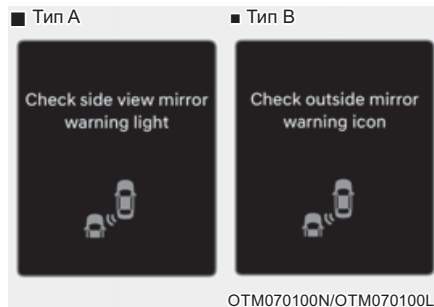 ■ Тип A
■ Тип B
Check side view mirror
warning light
Check outside mirror
warning icon
OTM070100N/OTM070100L